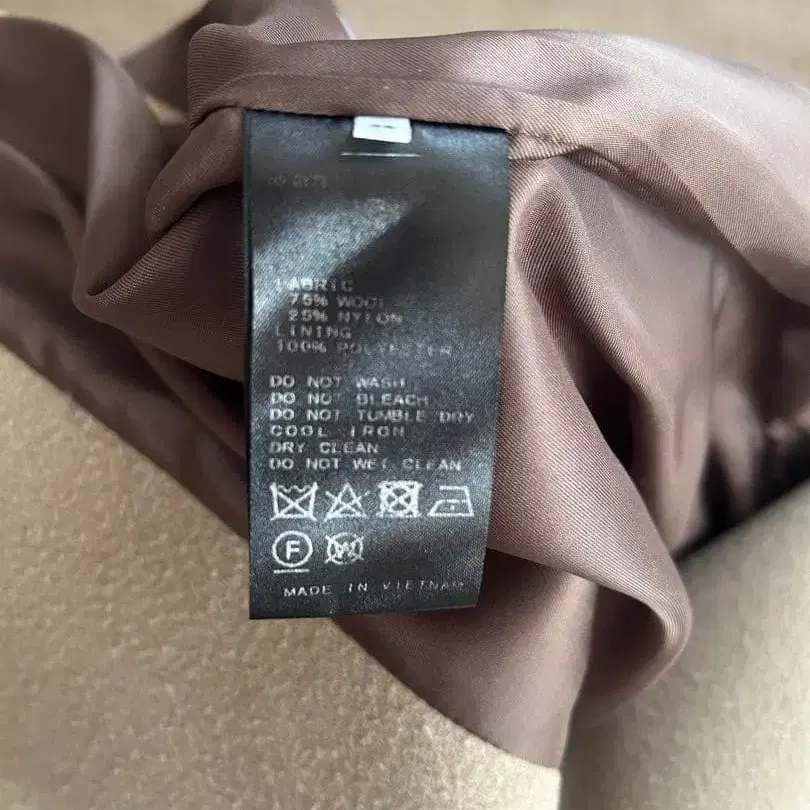 FABRIC
75% WOOL
25% NYLON
LINING
100% POLYESTER
DO NOT WASH
DO NOT BLEACH
DO NOT TUMBLE DRY
COOL IRON
DRY CLEAN
DO NOT WET CLEAN
F
W
MADE IN VIETNAM